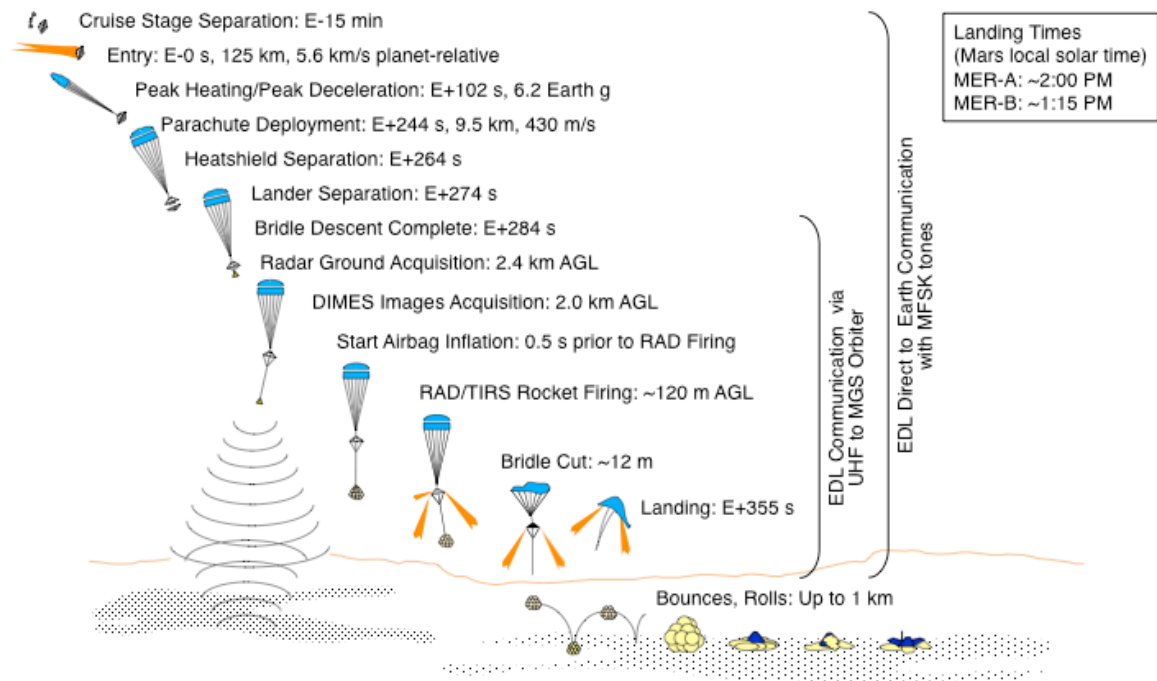 Cruise Stage Separation: E-15 min
Entry: E-0 s, 125 km, 5.6 km/s planet-relative
Peak Heating/Peak Deceleration: E+102 s, 6.2 Earth g
Parachute Deployment: E+244 s, 9.5 km, 430 m/s
Heatshield Separation: E+264 s
Lander Separation: E+274 s
Bridle Descent Complete: E+284 s
Radar Ground Acquisition: 2.4 km AGL
DIMES Images Acquisition: 2.0 km AGL
Start Airbag Inflation: 0.5 s prior to RAD Firing
RAD/TIRS Rocket Firing: ~120 m AGL
Bridle Cut: ~12 m
Landing: E+355 s
Bounces, Rolls: Up to 1 km
EDL Communication via
UHF to MGS Orbiter
EDL Direct to Earth Communication
with MFSK tones
Landing Times
(Mars local solar time)
MER-A: ~2:00 PM
MER-B: ~1:15 PM